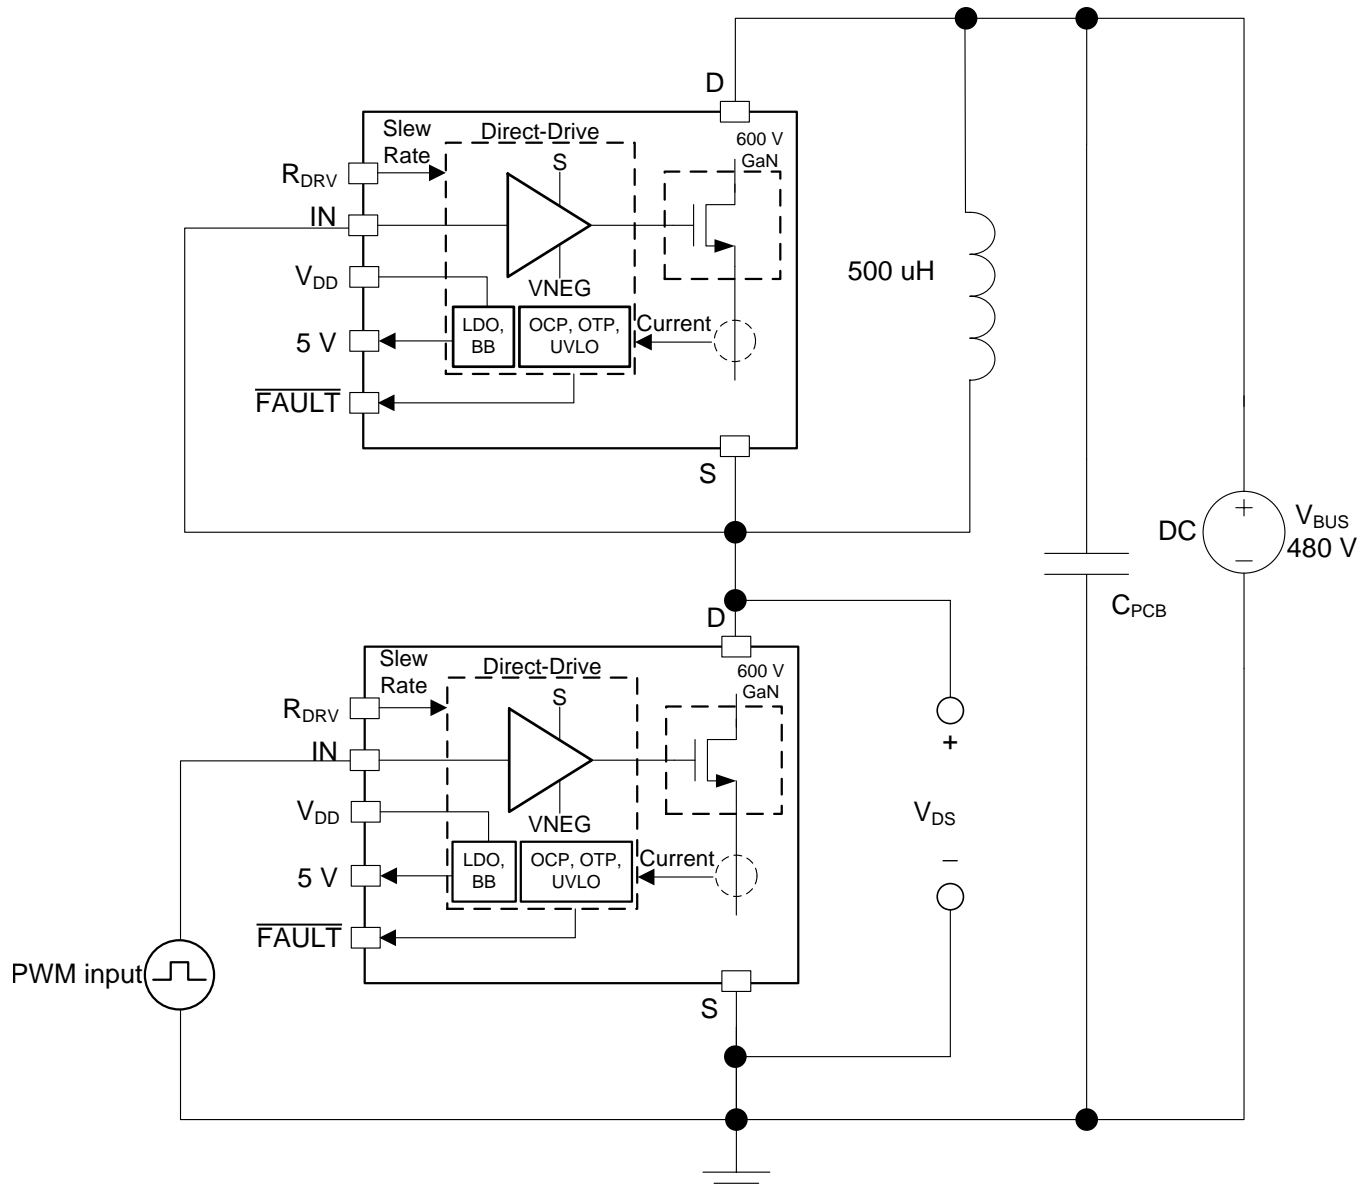 D
Slew
Rate
Direct-Drive
600 V
GaN
S
RDRV
IN
VDD
VNEG
5 V
LDO,
BB
OCP, OTP,
UVLO
Current
FAULT
S
500 uH
DC
+
–
VBUS
480 V
CPCB
D
Slew
Rate
Direct-Drive
600 V
GaN
S
RDRV
IN
VDD
VNEG
5 V
LDO,
BB
OCP, OTP,
UVLO
Current
FAULT
S
+
VDS
–
PWM input